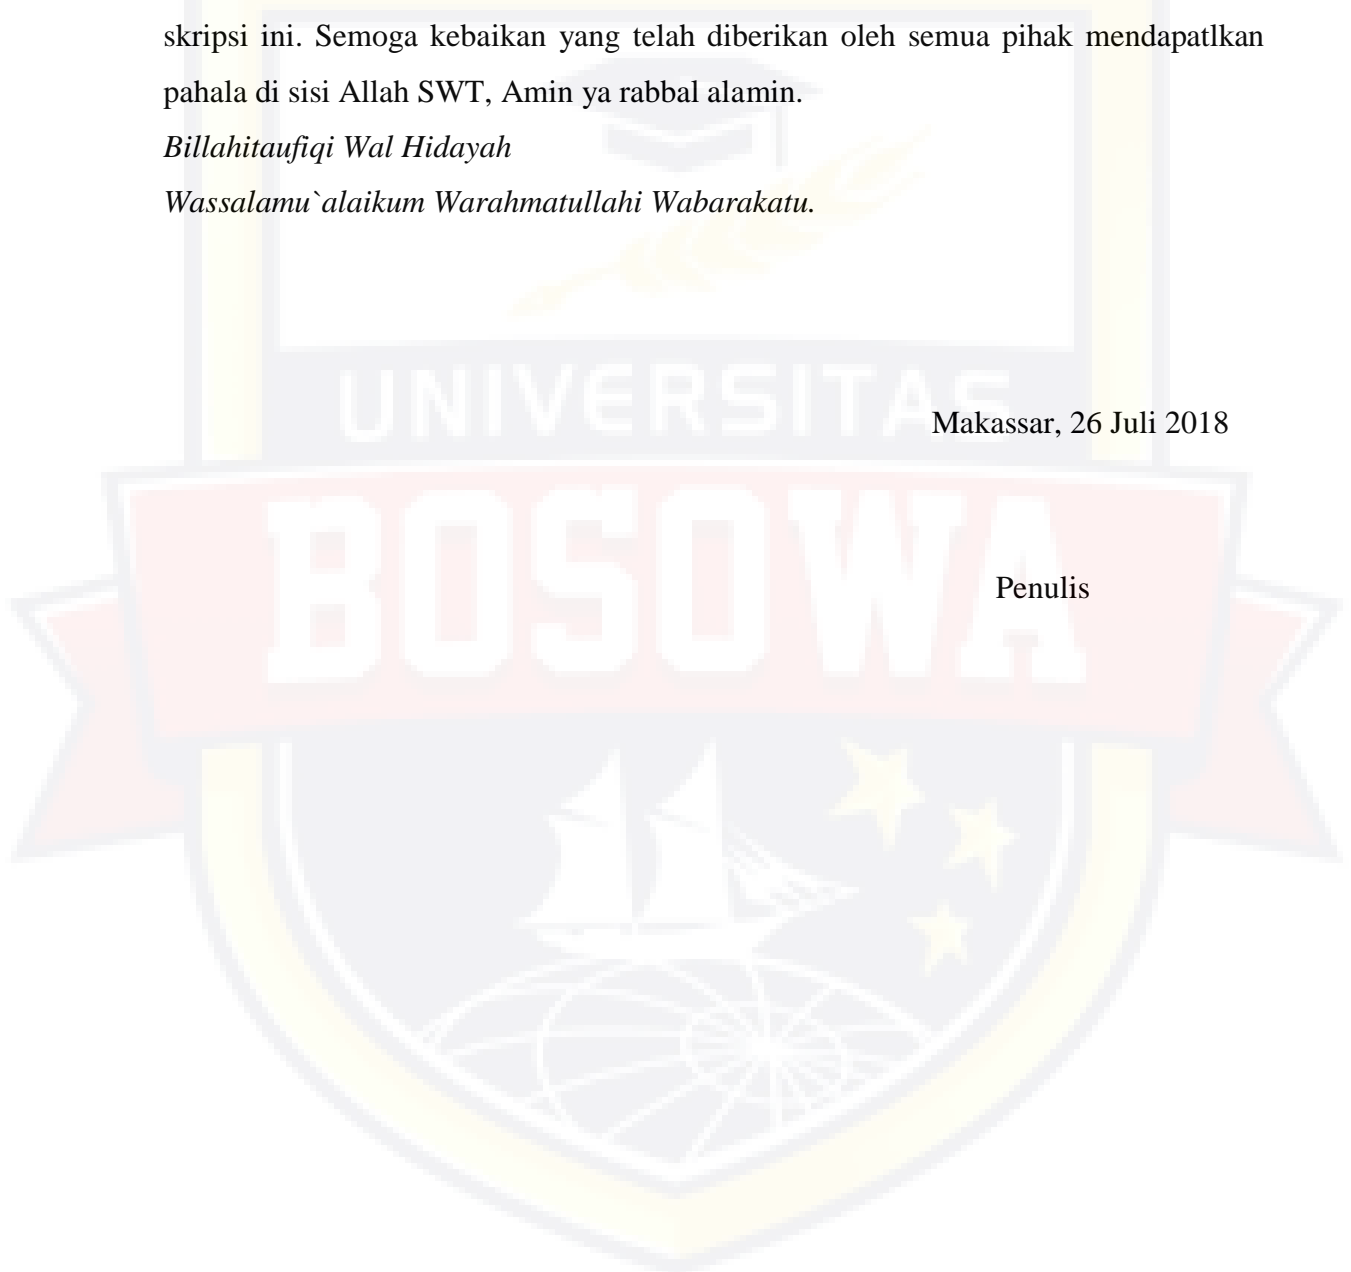 skripsi ini. Semoga kebaikan yang telah diberikan oleh semua pihak mendapatlkan
pahala di sisi Allah SWT, Amin ya rabbal alamin.
Billahitaufiqi Wal Hidayah
Wassalamu`alaikum Warahmatullahi Wabarakatu.
UNIVERSITAS
Makassar, 26 Juli 2018
BOSOWA
Penulis